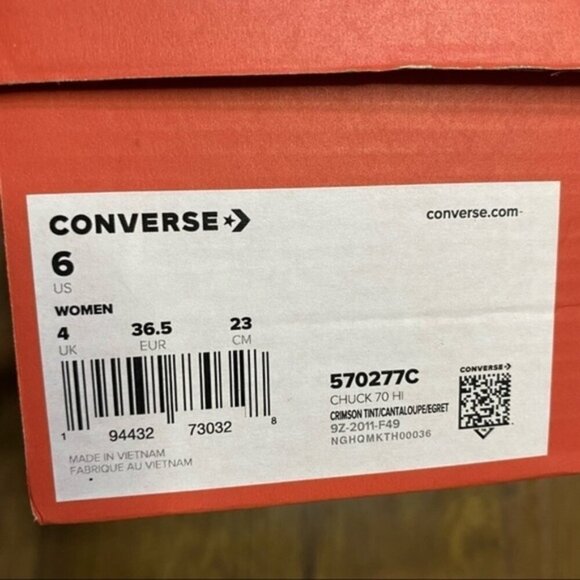 CONVERSE
converse.com
6
US
WOMEN
4 36.5 23
UK EUR CM
1 94432 73032 8
MADE IN VIETNAM
FABRIQUE AU VIETNAM
CONVERSE
570277C
CHUCK 70 HI
CRIMSON TINT/CANTALOUPE/EGRET
9Z-2011-F49
NGHQMKTH00036